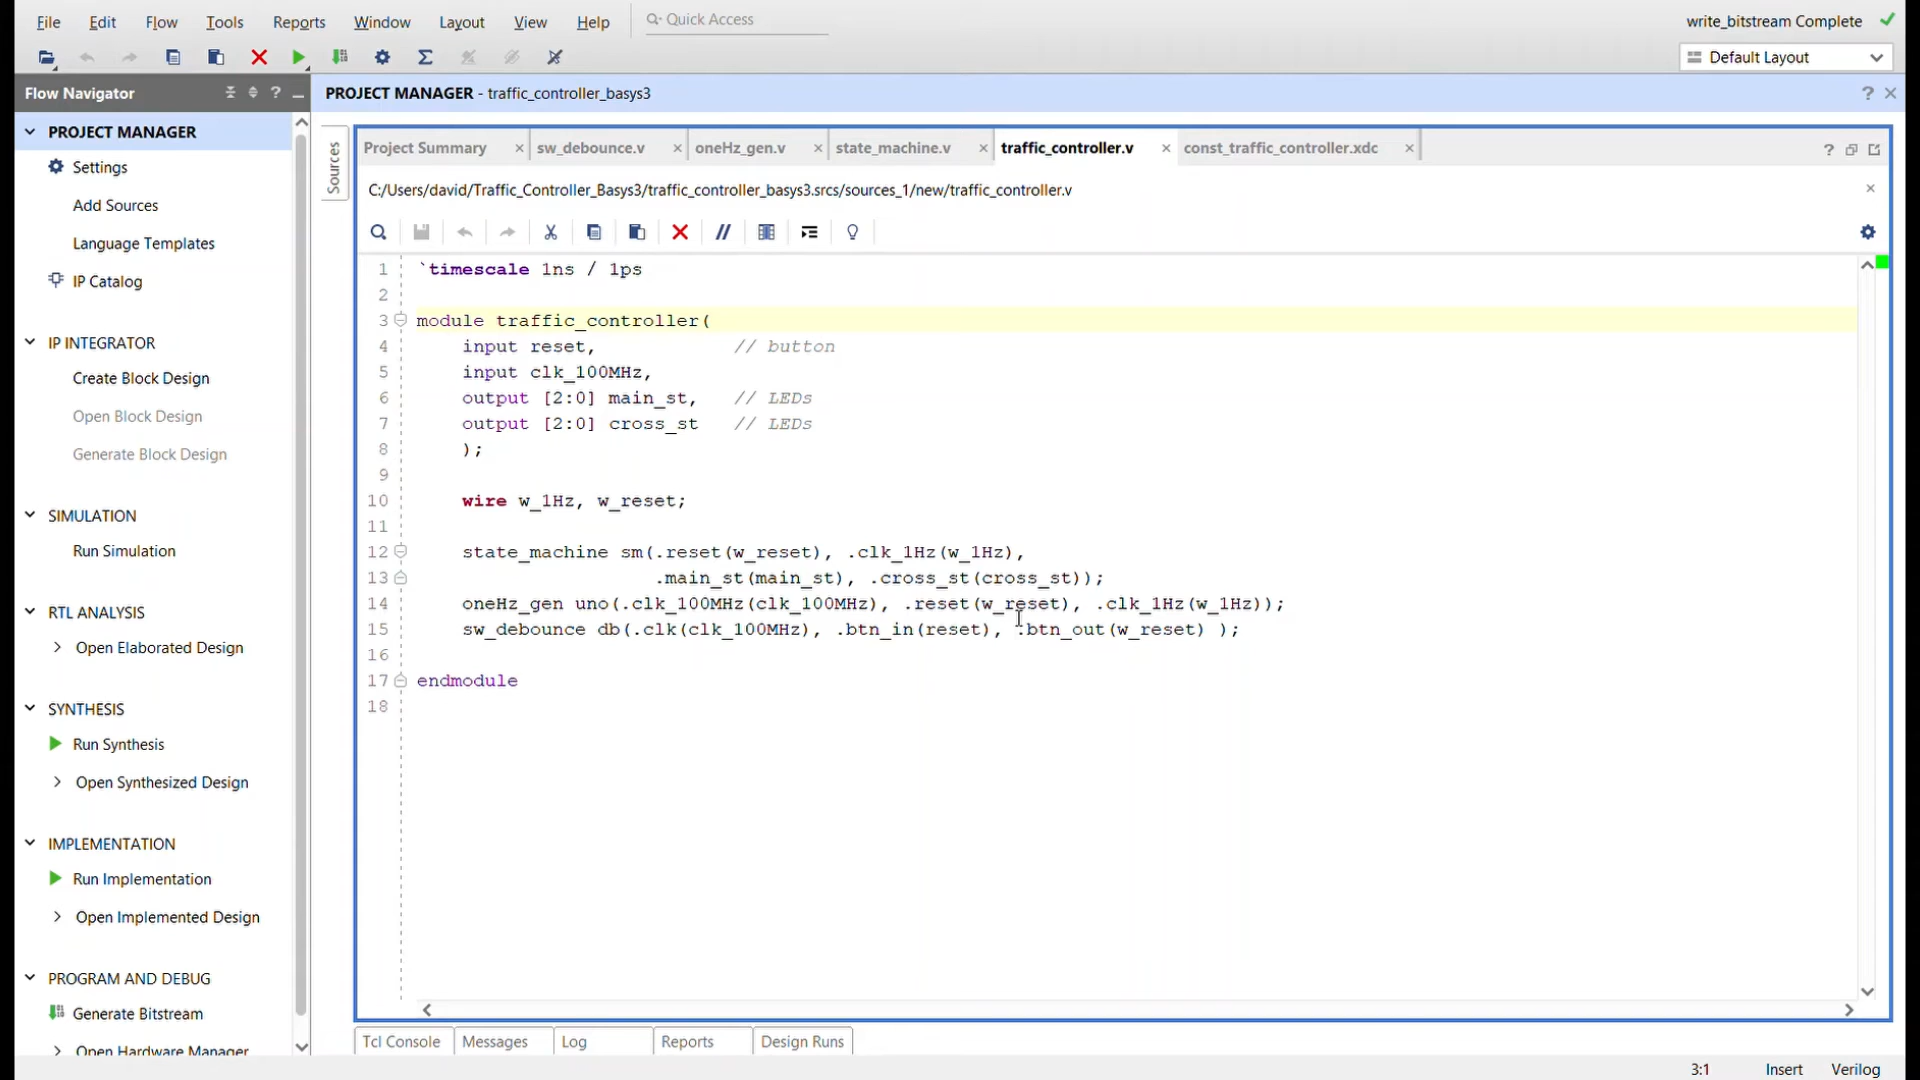 File Edit Flow Tools Reports Window Layout View Help Quick Access write_bitstream Complete
Default Layout
Flow Navigator
PROJECT MANAGER - traffic_controller_basys3
PROJECT MANAGER
Settings
Add Sources
Language Templates
IP Catalog
IP INTEGRATOR
Create Block Design
Open Block Design
Generate Block Design
SIMULATION
Run Simulation
RTL ANALYSIS
Open Elaborated Design
SYNTHESIS
Run Synthesis
Open Synthesized Design
IMPLEMENTATION
Run Implementation
Open Implemented Design
PROGRAM AND DEBUG
Generate Bitstream
Open Hardware Manager
Sources
Project Summary sw_debounce.v oneHz_gen.v state_machine.v traffic_controller.v const_traffic_controller.xdc
C:/Users/david/Traffic_Controller_Basys3/traffic_controller_basys3.srcs/sources_1/new/traffic_controller.v
1 `timescale 1ns / 1ps
2
3 module traffic_controller(
4 input reset, // button
5 input clk_100MHz,
6 output [2:0] main_st, // LEDs
7 output [2:0] cross_st // LEDs
8 );
9
10 wire w_1Hz, w_reset;
11
12 state_machine sm(.reset(w_reset), .clk_1Hz(w_1Hz),
13 .main_st(main_st), .cross_st(cross_st));
14 oneHz_gen uno(.clk_100MHz(clk_100MHz), .reset(w_reset), .clk_1Hz(w_1Hz));
15 sw_debounce db(.clk(clk_100MHz), .btn_in(reset), .btn_out(w_reset) );
16
17 endmodule
18
Tcl Console Messages Log Reports Design Runs
3:1 Insert Verilog